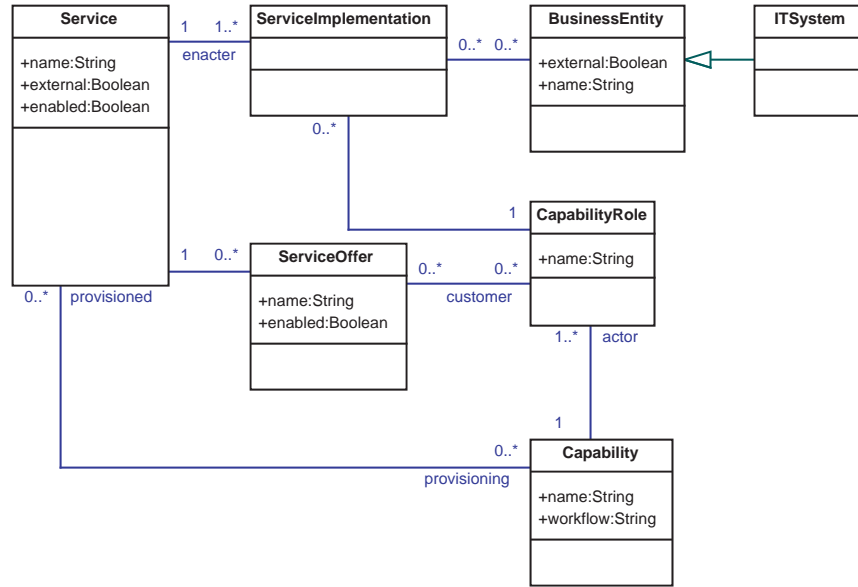 Service
+name:String
+external:Boolean
+enabled:Boolean
1
1..*
enacter
ServiceImplementation
0..*
0..*
BusinessEntity
+external:Boolean
+name:String
ITSystem
0..*
1
CapabilityRole
+name:String
1
0..*
ServiceOffer
+name:String
+enabled:Boolean
0..*
0..*
customer
0..*
provisioned
1..*
actor
1
0..*
provisioning
Capability
+name:String
+workflow:String